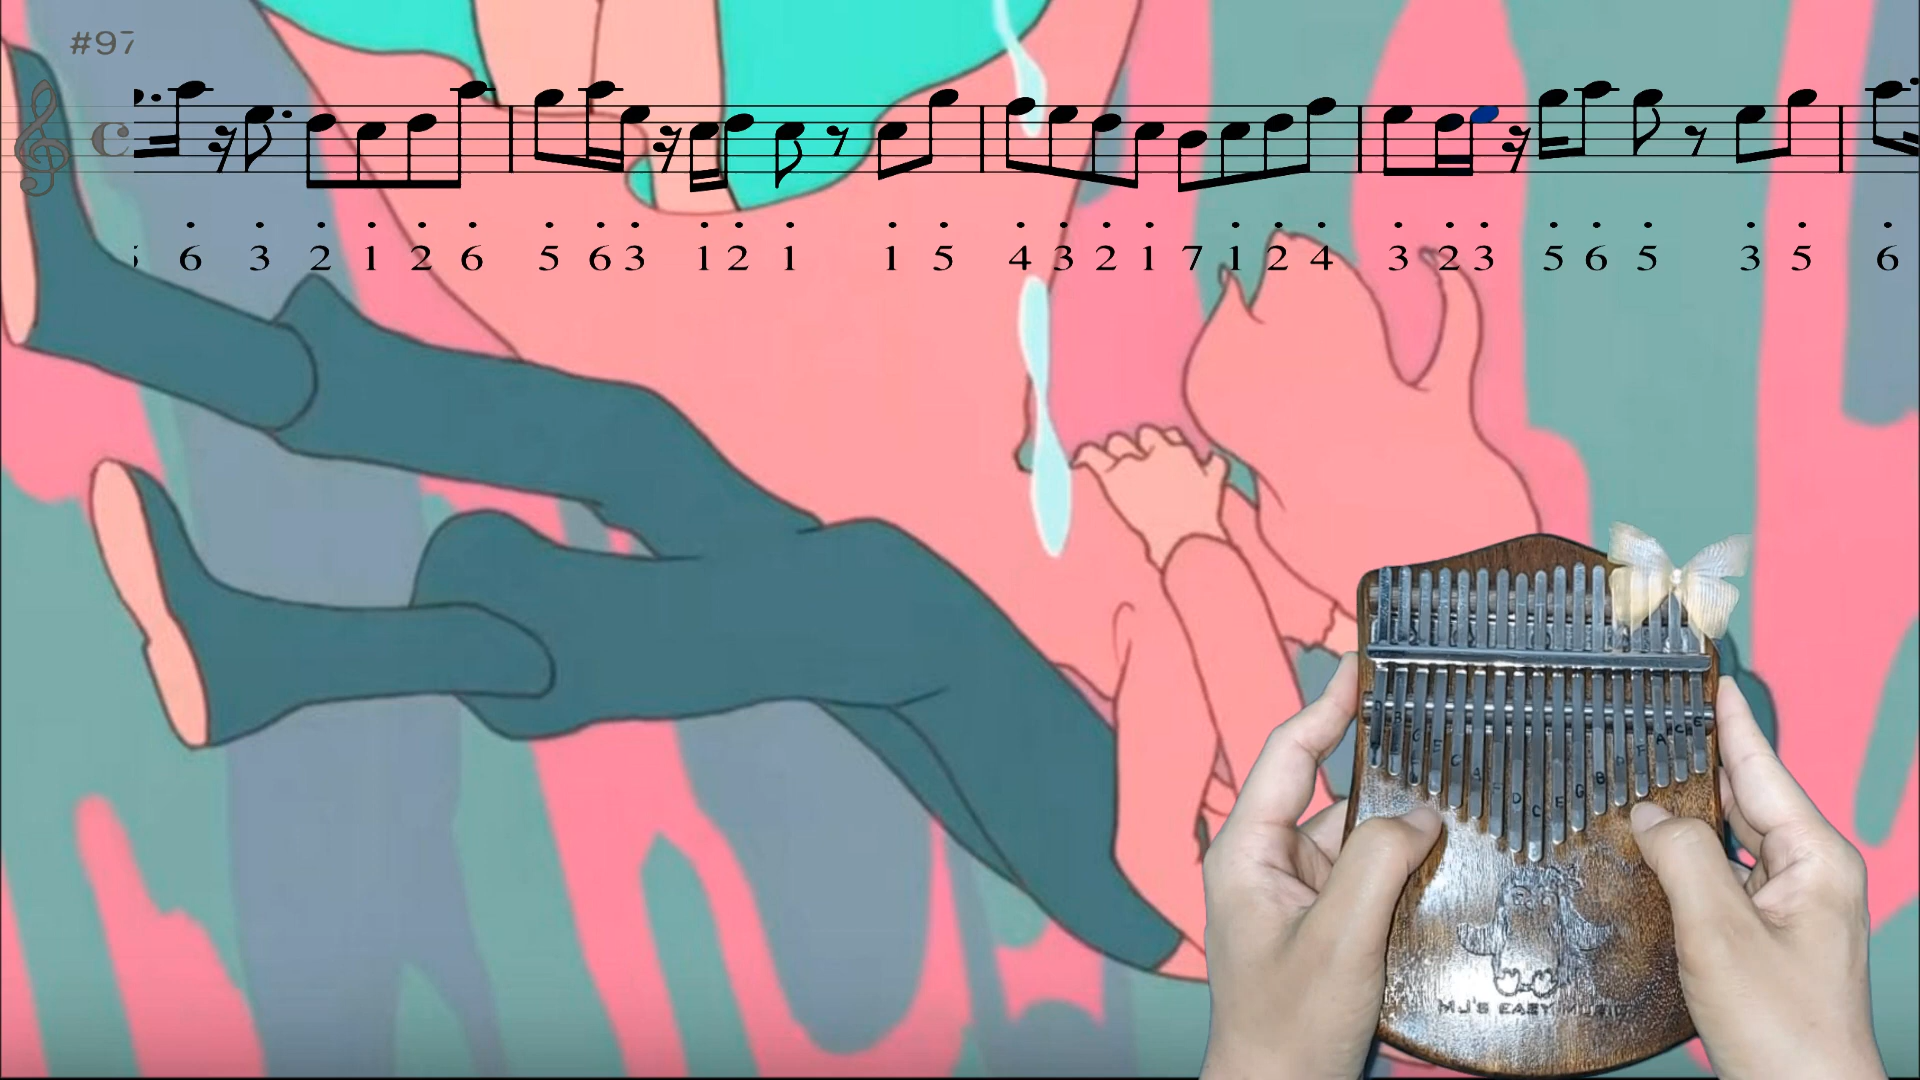 #97
6 3 2 1 2 6 5 6 3 1 2 1 1 5 4 3 2 1 7 1 2 4 3 2 3 5 6 5 3 5 6
D B G E C A F D C E G B D F A C E
MJ'S EASY MUSIC